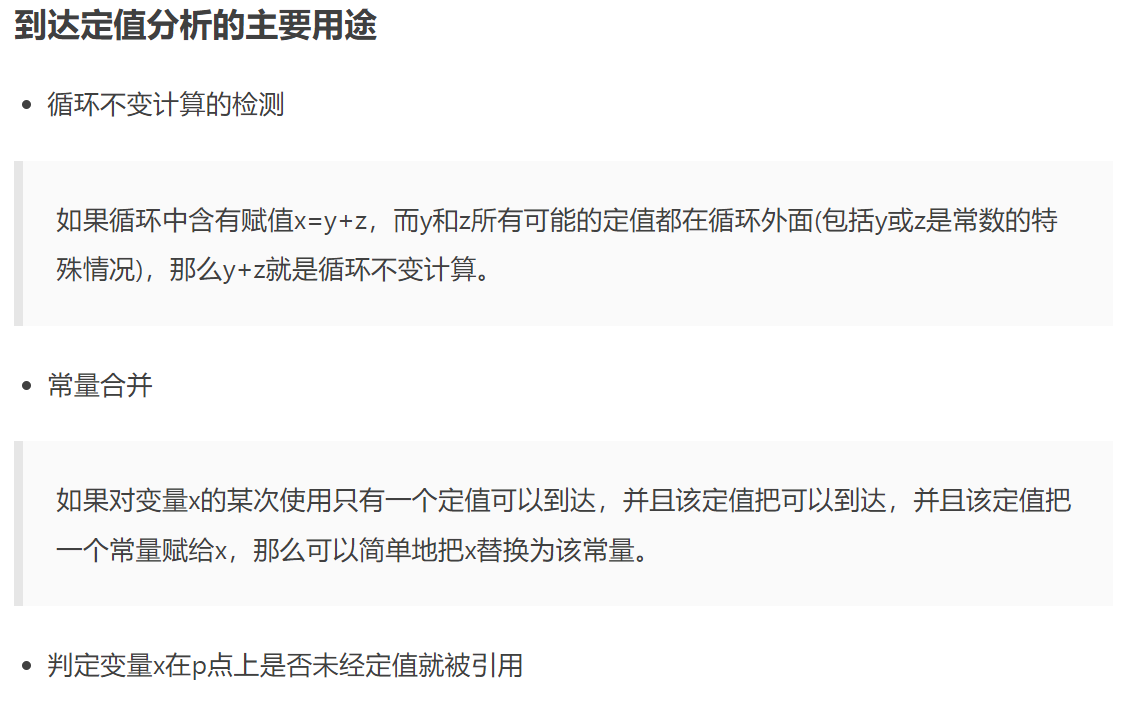 到达定值分析的主要用途
循环不变计算的检测
如果循环中含有赋值x=y+z，而y和z所有可能的定值都在循环外面(包括y或z是常数的特
殊情况)，那么y+z就是循环不变计算。
常量合并
如果对变量x的某次使用只有一个定值可以到达，并且该定值把可以到达，并且该定值把
一个常量赋给x，那么可以简单地把x替换为该常量。
判定变量x在p点上是否未经定值就被引用